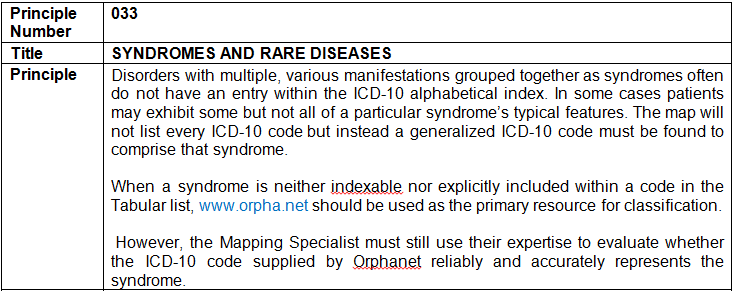 Principle Number
033
Title
SYNDROMES AND RARE DISEASES
Principle
Disorders with multiple, various manifestations grouped together as syndromes often
do not have an entry within the ICD-10 alphabetical index. In some cases patients
may exhibit some but not all of a particular syndrome's typical features. The map will
not list every ICD-10 code but instead a generalized ICD-10 code must be found to
comprise that syndrome.
When a syndrome is neither indexable nor explicitly included within a code in the
Tabular list, www.orpha.net should be used as the primary resource for classification.
However, the Mapping Specialist must still use their expertise to evaluate whether
the ICD-10 code supplied by Orphanet reliably and accurately represents the
syndrome.